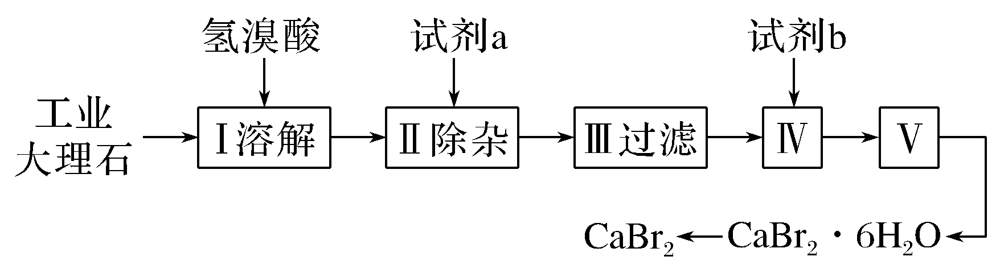 氢溴酸
试剂a
试剂b
工业
大理石
Ⅰ溶解
Ⅱ除杂
Ⅲ过滤
Ⅳ
Ⅴ
CaBr₂
CaBr₂·6H₂O